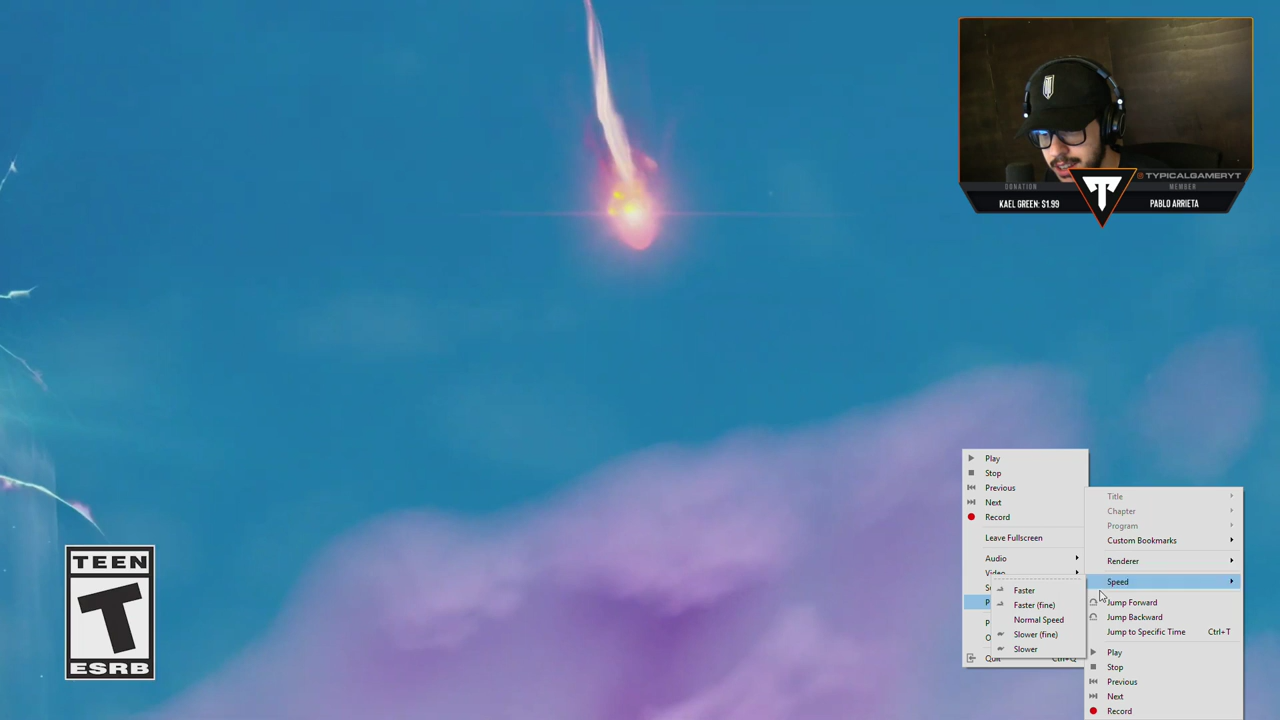 TYPICALGAMERYT
DONATION
MEMBER
KAEL GREEN: $1.99
PABLO ARRIETA
T
TEEN
T
ESRB
Play
Stop
Previous
Next
Record
Leave Fullscreen
Audio
Video
Quit Ctrl+Q
Faster
Faster (fine)
Normal Speed
Slower (fine)
Slower
Title
Chapter
Program
Custom Bookmarks
Renderer
Speed
Jump Forward
Jump Backward
Jump to Specific Time Ctrl+T
Play
Stop
Previous
Next
Record